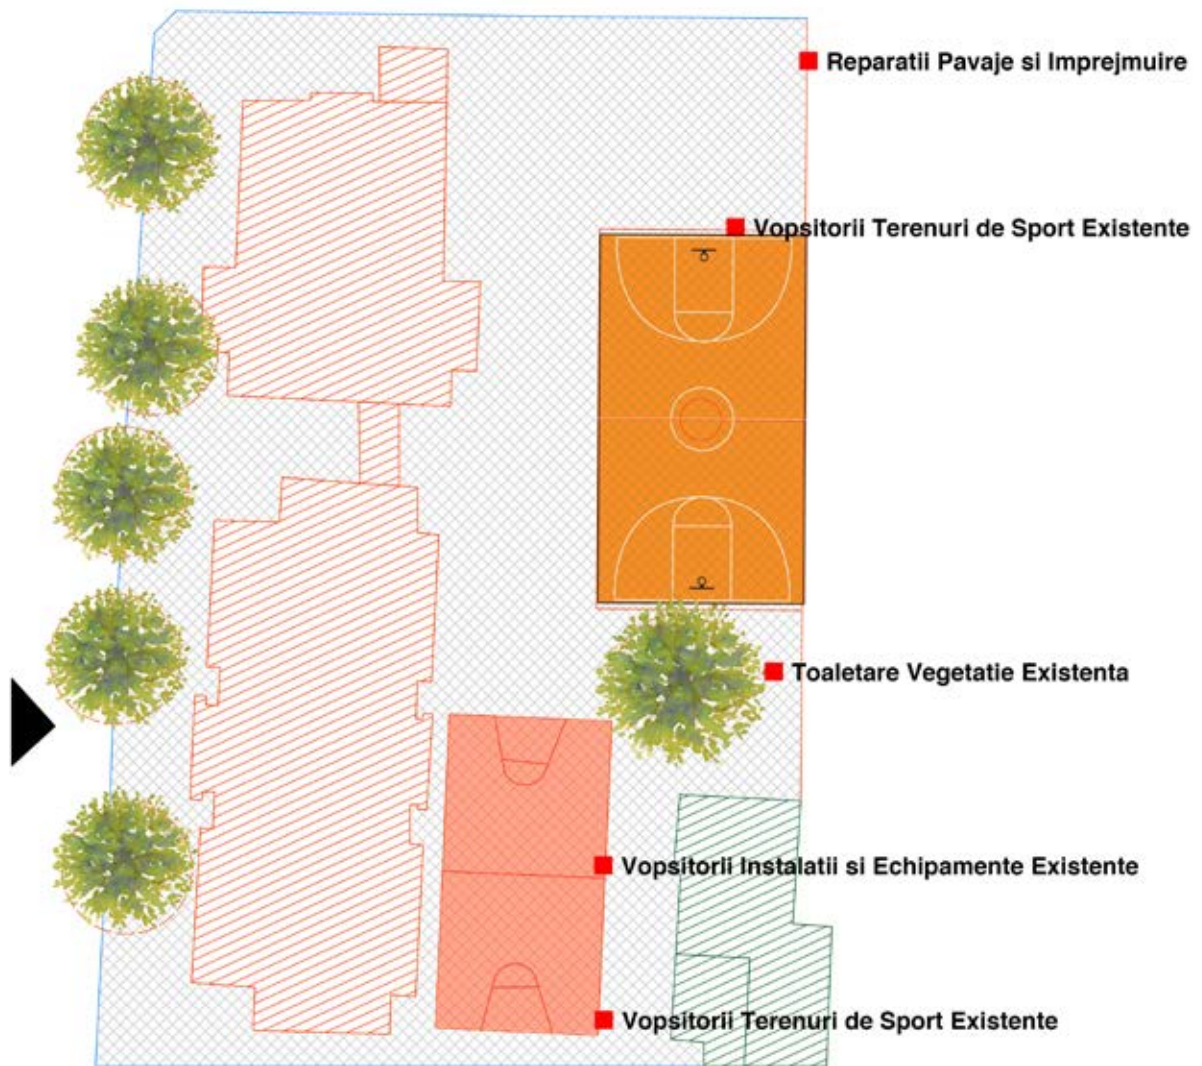 Reparatii Pavaje si Imprejmuire
Vopsitorii Terenuri de Sport Existente
Toaletare Vegetatie Existenta
Vopsitorii Instalatii si Echipamente Existente
Vopsitorii Terenuri de Sport Existente